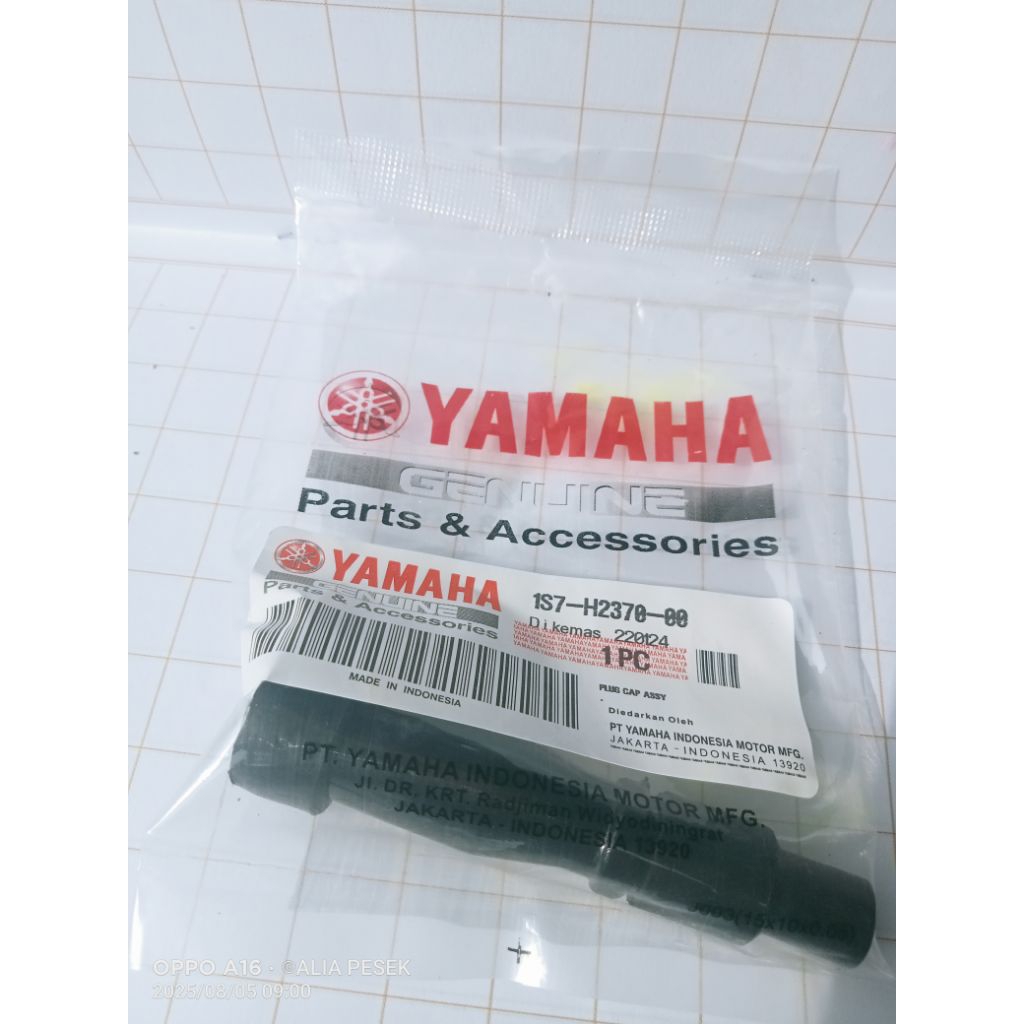 YAMAHA
GENUINE
Parts & Accessories
YAMAHA
GENUINE
Parts & Accessories
1S7-H2370-00
Dikemas 220124
1 PC
MADE IN INDONESIA
PLUG CAP ASSY
Diedarkan Oleh
PT YAMAHA INDONESIA MOTOR MFG.
JAKARTA - INDONESIA 13920
PT. YAMAHA INDONESIA MOTOR MFG.
Jl. DR. KRT. Radjiman Widyodiningrat
JAKARTA - INDONESIA 13920
OPPO A16 · ©ALIA PESEK
2025/08/05 09:00